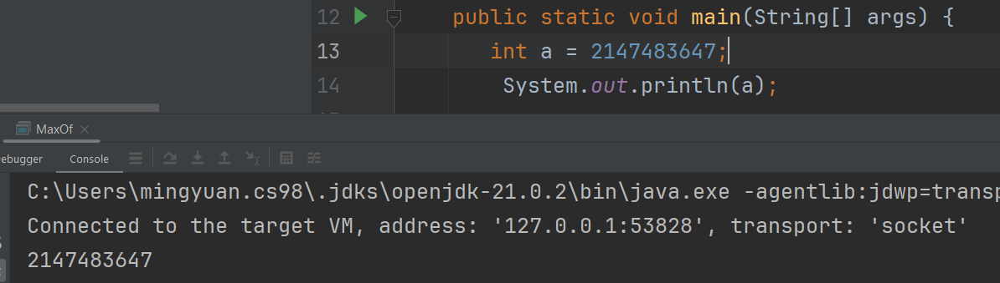 12 public static void main(String[] args) {
13 int a = 2147483647;
14 System.out.println(a);
MaxOf
ebugger Console
C:\Users\mingyuan.cs98\.jdks\openjdk-21.0.2\bin\java.exe -agentlib:jdwp=transp
Connected to the target VM, address: '127.0.0.1:53828', transport: 'socket'
2147483647